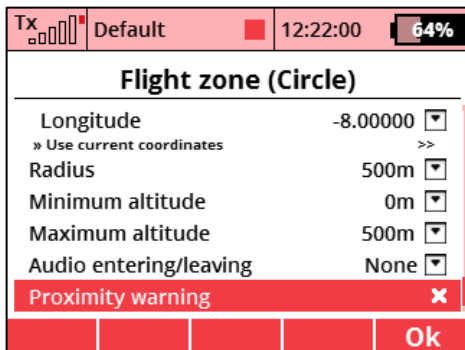 Tx Default 12:22:00 64%
Flight zone (Circle)
Longitude -8.00000
» Use current coordinates >>
Radius 500m
Minimum altitude 0m
Maximum altitude 500m
Audio entering/leaving None
Proximity warning
Ok